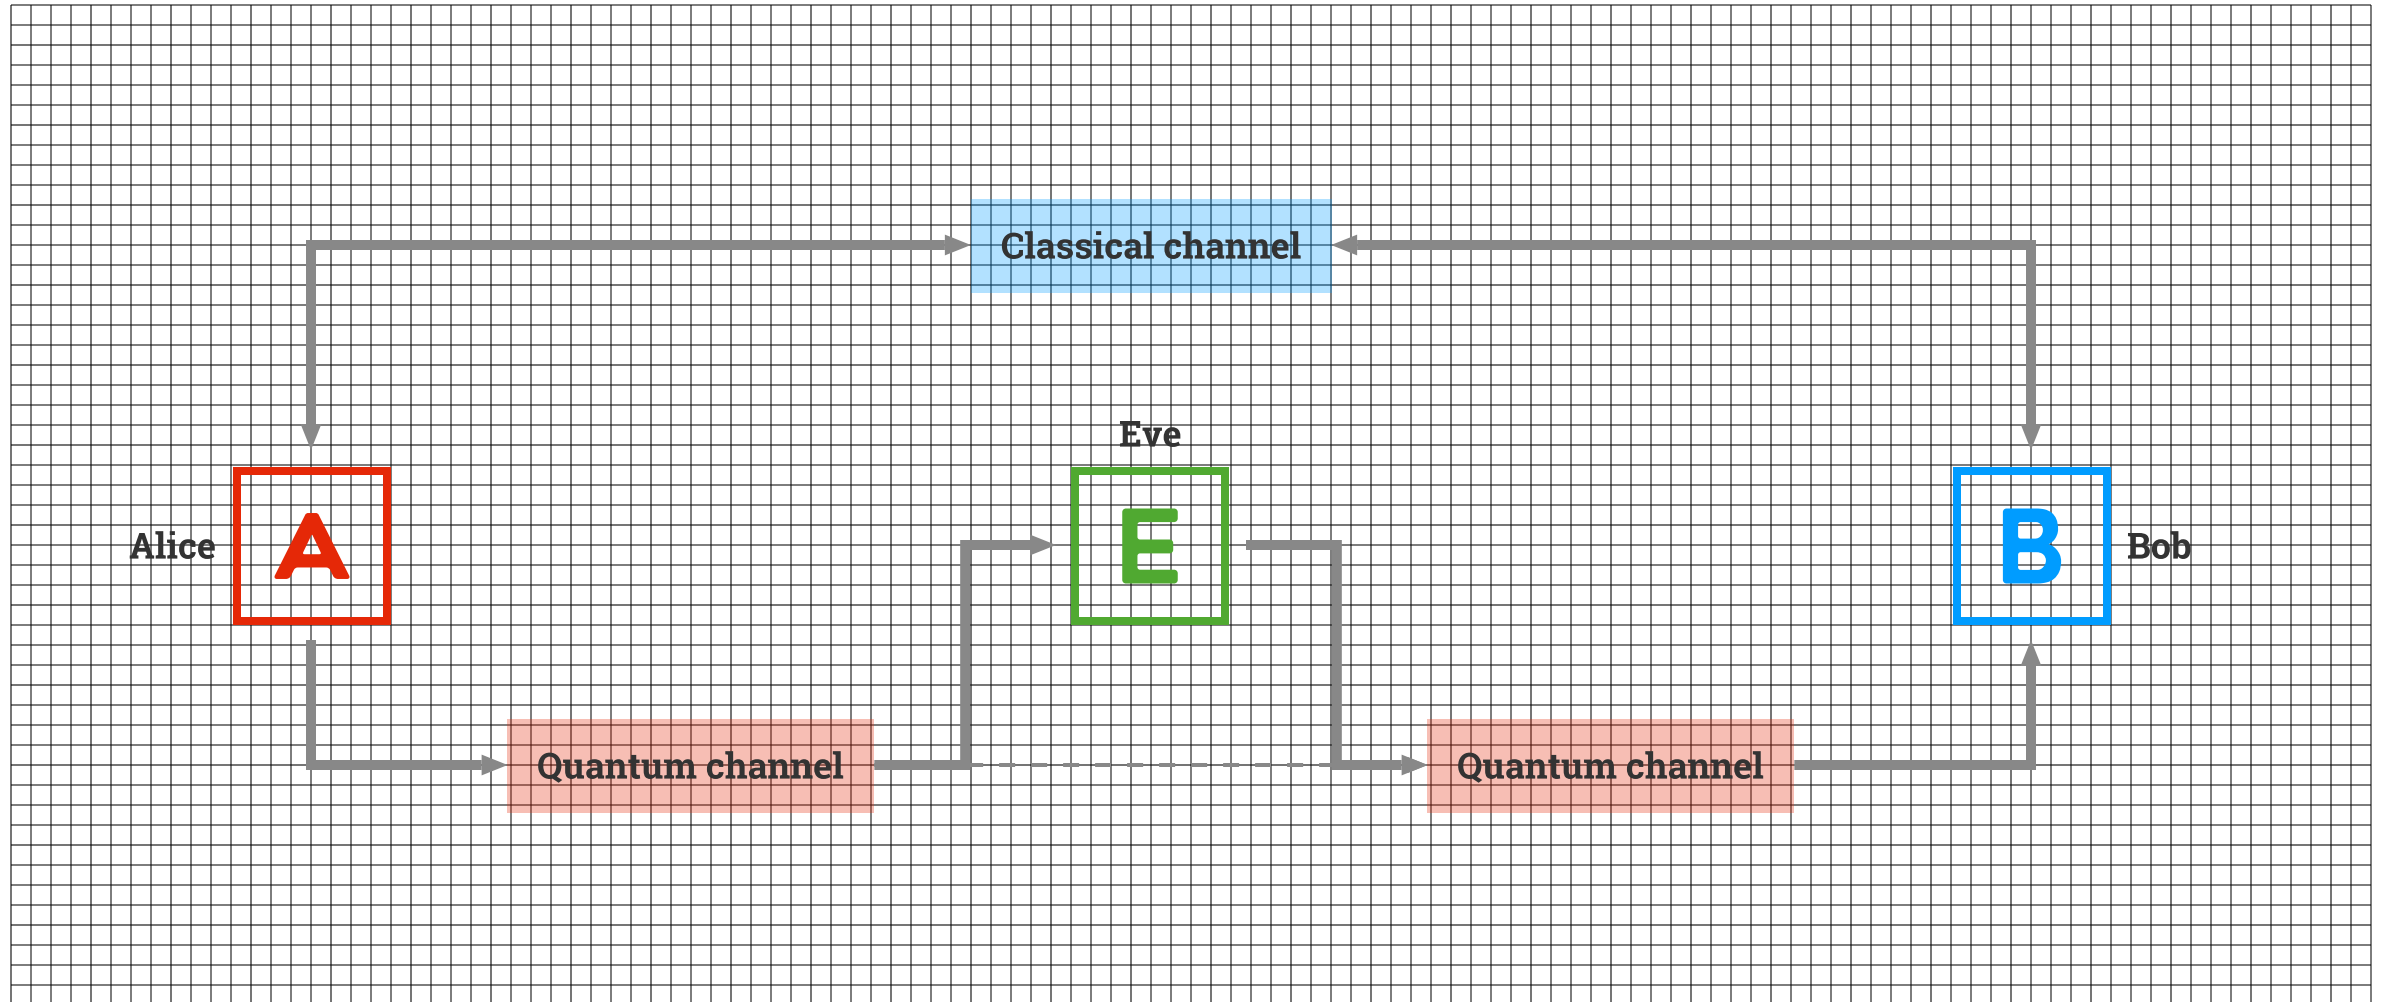 Classical channel
Eve
Alice
A
E
B
Bob
Quantum channel
Quantum channel